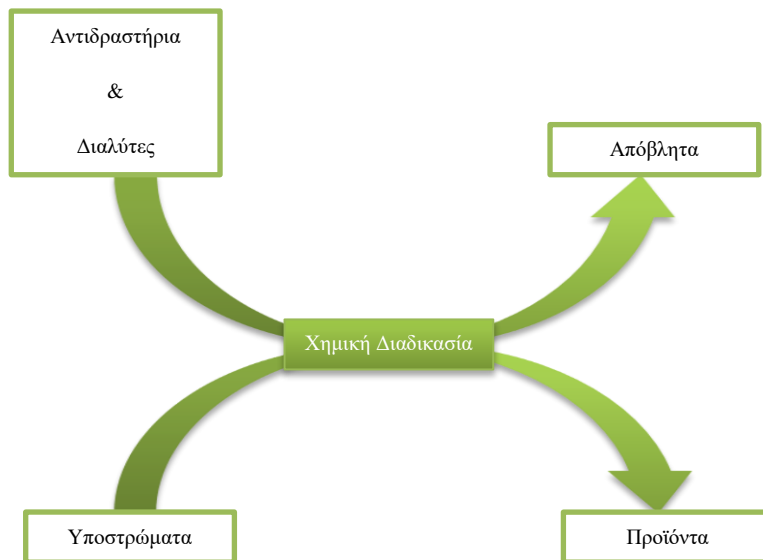 Αντιδραστήρια
&
Διαλύτες
Απόβλητα
Χημική Διαδικασία
Υποστρώματα
Προϊόντα